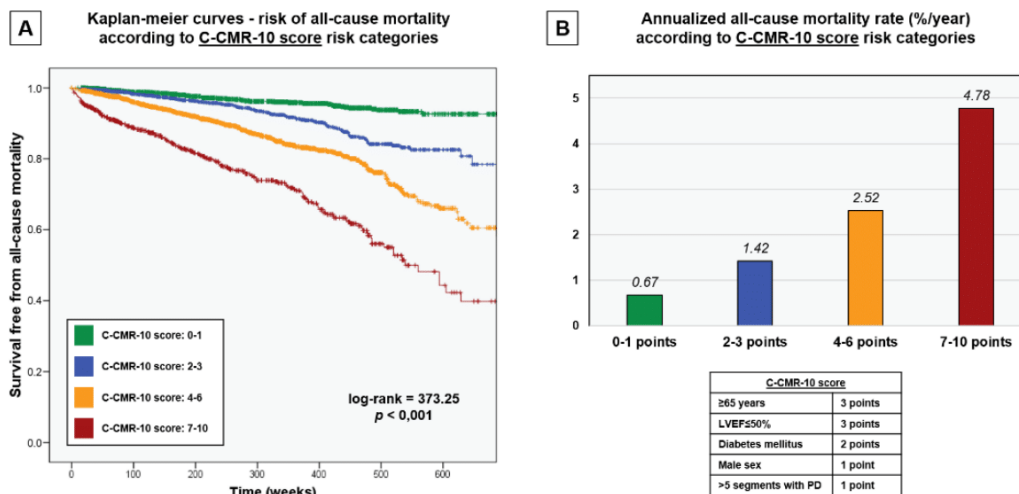 A
Kaplan-meier curves - risk of all-cause mortality
according to C-CMR-10 score risk categories
Survival free from all-cause mortality
1.0
0.8
0.6
0.4
0.2
0.0
C-CMR-10 score: 0-1
C-CMR-10 score: 2-3
C-CMR-10 score: 4-6
C-CMR-10 score: 7-10
log-rank = 373.25
p < 0,001
0 100 200 300 400 500 600
Time (weeks)
B
Annualized all-cause mortality rate (%/year)
according to C-CMR-10 score risk categories
5
4
3
2
1
0
0.67
1.42
2.52
4.78
0-1 points 2-3 points 4-6 points 7-10 points
C-CMR-10 score
≥65 years 3 points
LVEF≤50% 3 points
Diabetes mellitus 2 points
Male sex 1 point
>5 segments with PD 1 point